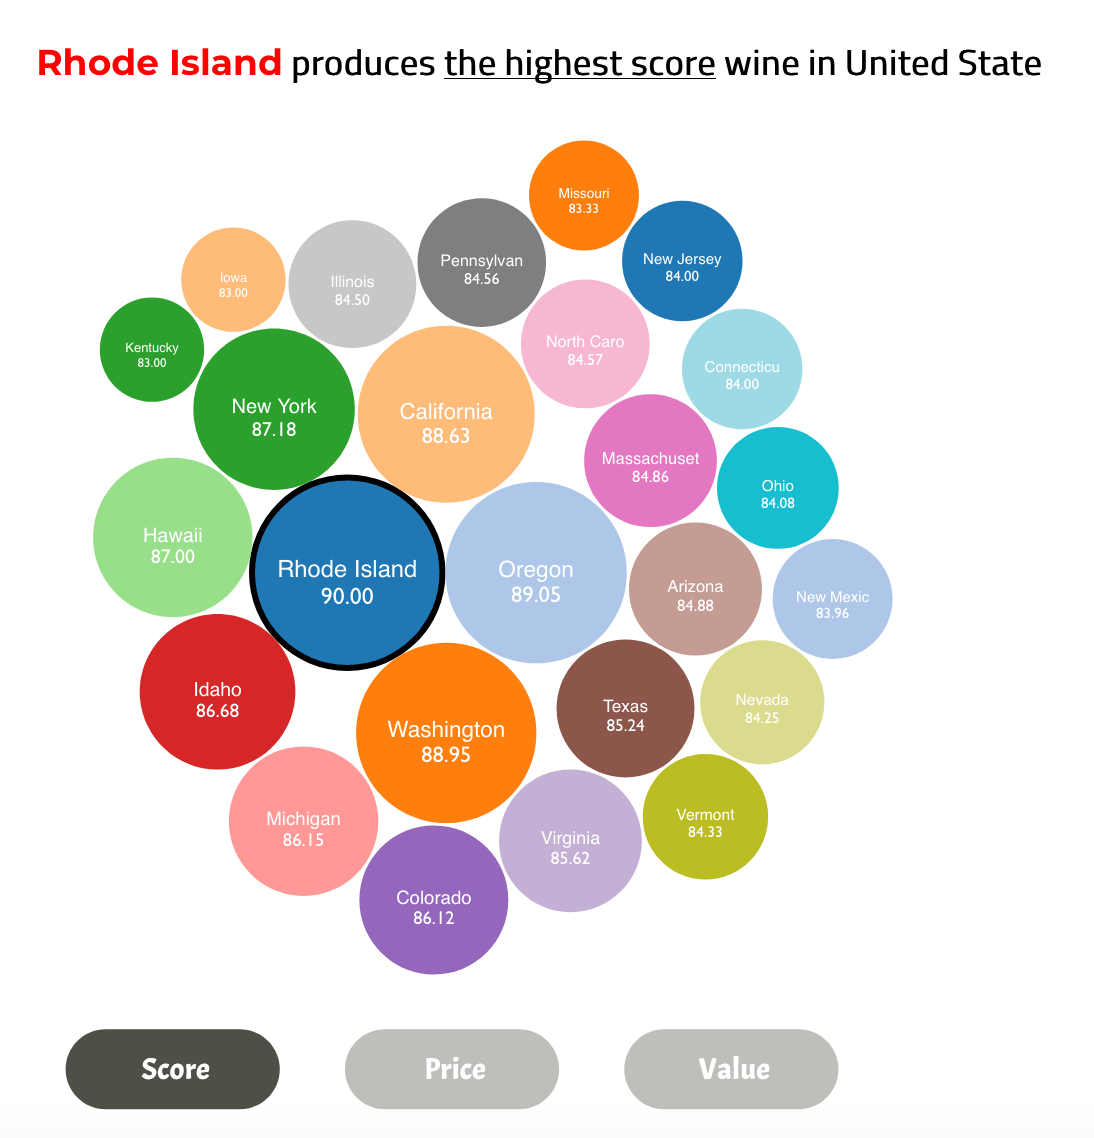 Rhode Island produces the highest score wine in United State
Missouri
83.33
Pennsylvan
84.56
New Jersey
84.00
Iowa
83.00
Illinois
84.50
Kentucky
83.00
North Caro
84.57
Connecticu
84.00
New York
87.18
California
88.63
Massachuset
84.86
Ohio
84.08
Hawaii
87.00
Rhode Island
90.00
Oregon
89.05
Arizona
84.88
New Mexic
83.96
Idaho
86.68
Washington
88.95
Texas
85.24
Nevada
84.25
Michigan
86.15
Virginia
85.62
Vermont
84.33
Colorado
86.12
Score
Price
Value